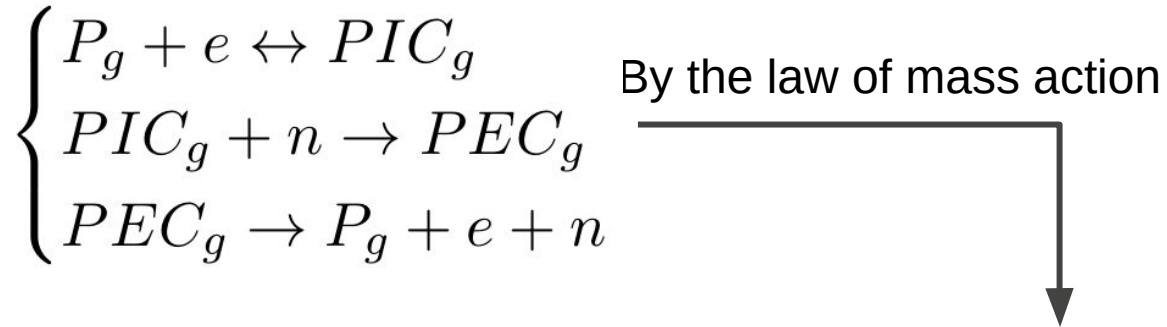 P_g + e ↔ PIC_g
By the law of mass action
PIC_g + n → PEC_g
PEC_g → P_g + e + n